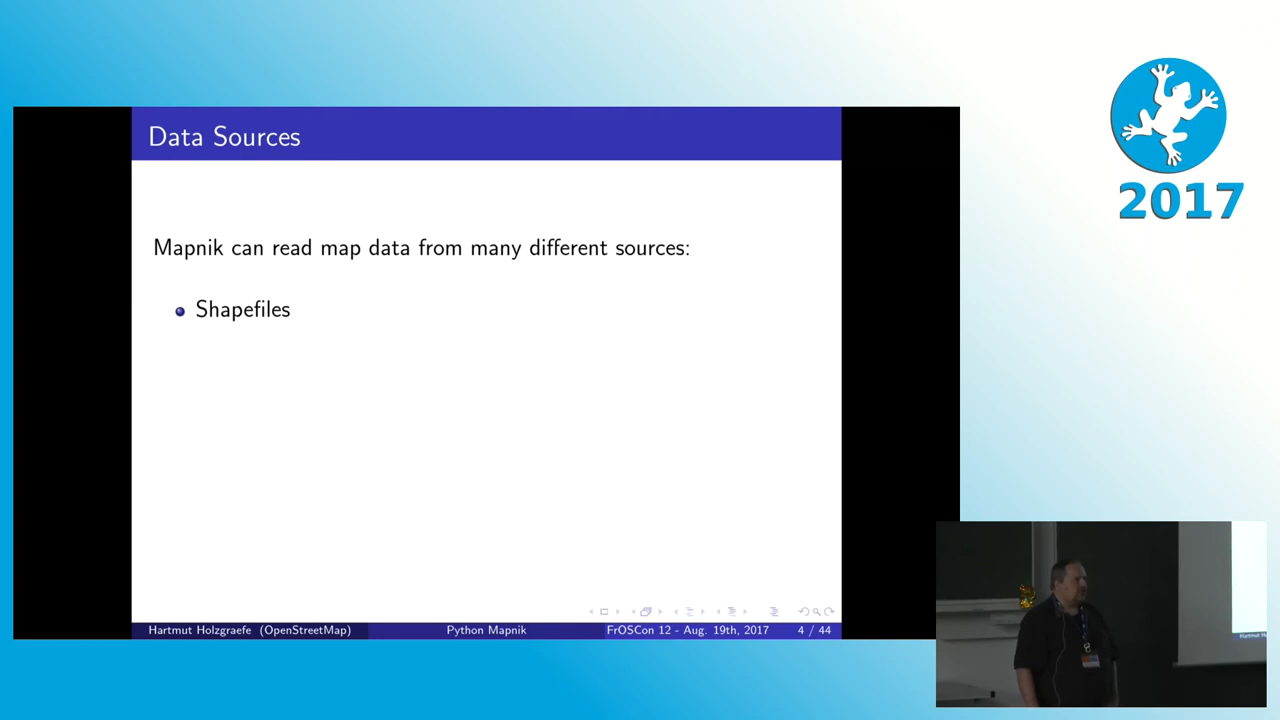 Data Sources
2017
Mapnik can read map data from many different sources:
Shapefiles
Hartmut Holzgraefe (OpenStreetMap) Python Mapnik FrOSCon 12 - Aug. 19th, 2017 4 / 44